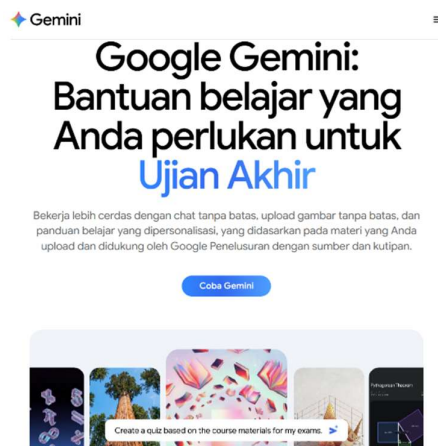 Gemini
Google Gemini:
Bantuan belajar yang
Anda perlukan untuk
Ujian Akhir
Bekerja lebih cerdas dengan chat tanpa batas, upload gambar tanpa batas, dan
panduan belajar yang dipersonalisasi, yang didasarkan pada materi yang Anda
upload dan didukung oleh Google Penelusuran dengan sumber dan kutipan.
Coba Gemini
Pythagorean Theorem
Create a quiz based on the course materials for my exams.